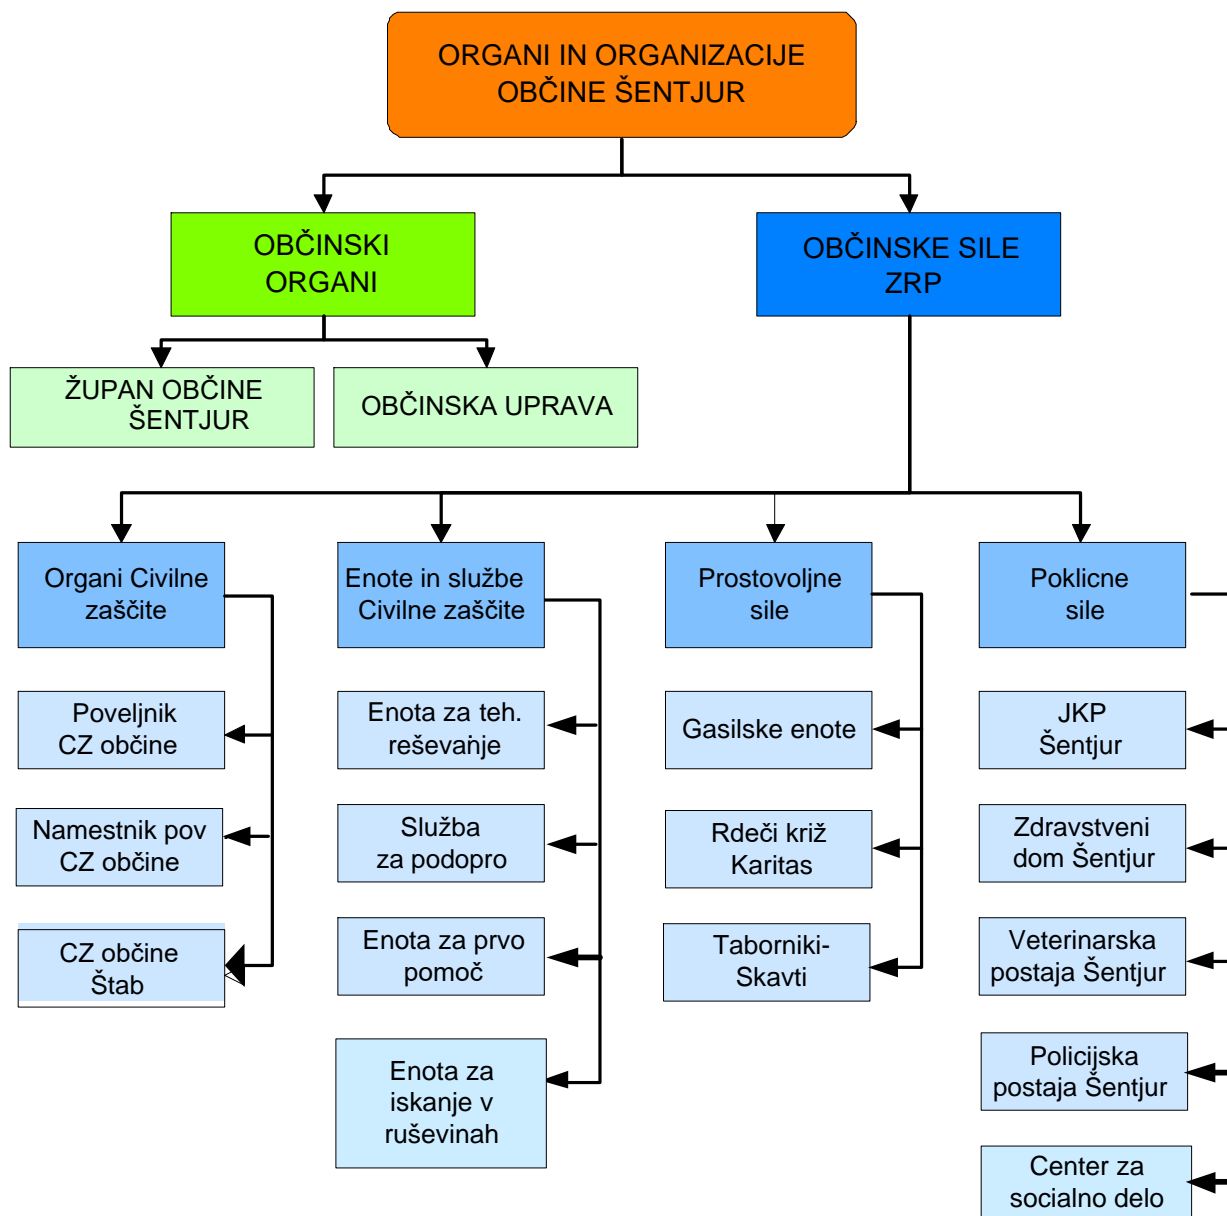 ORGANI IN ORGANIZACIJE
OBČINE ŠENTJUR
OBČINSKI
ORGANI
OBČINSKE SILE
ZRP
ŽUPAN OBČINE
ŠENTJUR
OBČINSKA UPRAVA
Organi Civilne
zaščite
Enote in službe
Civilne zaščite
Prostovoljne
sile
Poklicne
sile
Poveljnik
CZ občine
Enota za teh.
reševanje
Gasilske enote
JKP
Šentjur
Namestnik pov
CZ občine
Služba
za podopro
Rdeči križ
Karitas
Zdravstveni
dom Šentjur
CZ občine
Štab
Enota za prvo
pomoč
Taborniki-
Skavti
Veterinarska
postaja Šentjur
Enota za
iskanje v
ruševinah
Policijska
postaja Šentjur
Center za
socialno delo